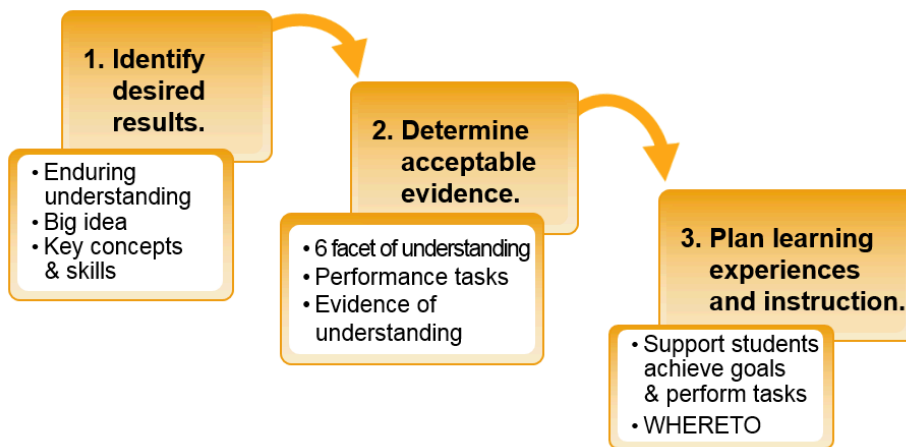 1. Identify
desired
results.
• Enduring
understanding
• Big idea
• Key concepts
& skills
2. Determine
acceptable
evidence.
• 6 facet of understanding
• Performance tasks
• Evidence of
understanding
3. Plan learning
experiences
and instruction.
• Support students
achieve goals
& perform tasks
• WHERETO